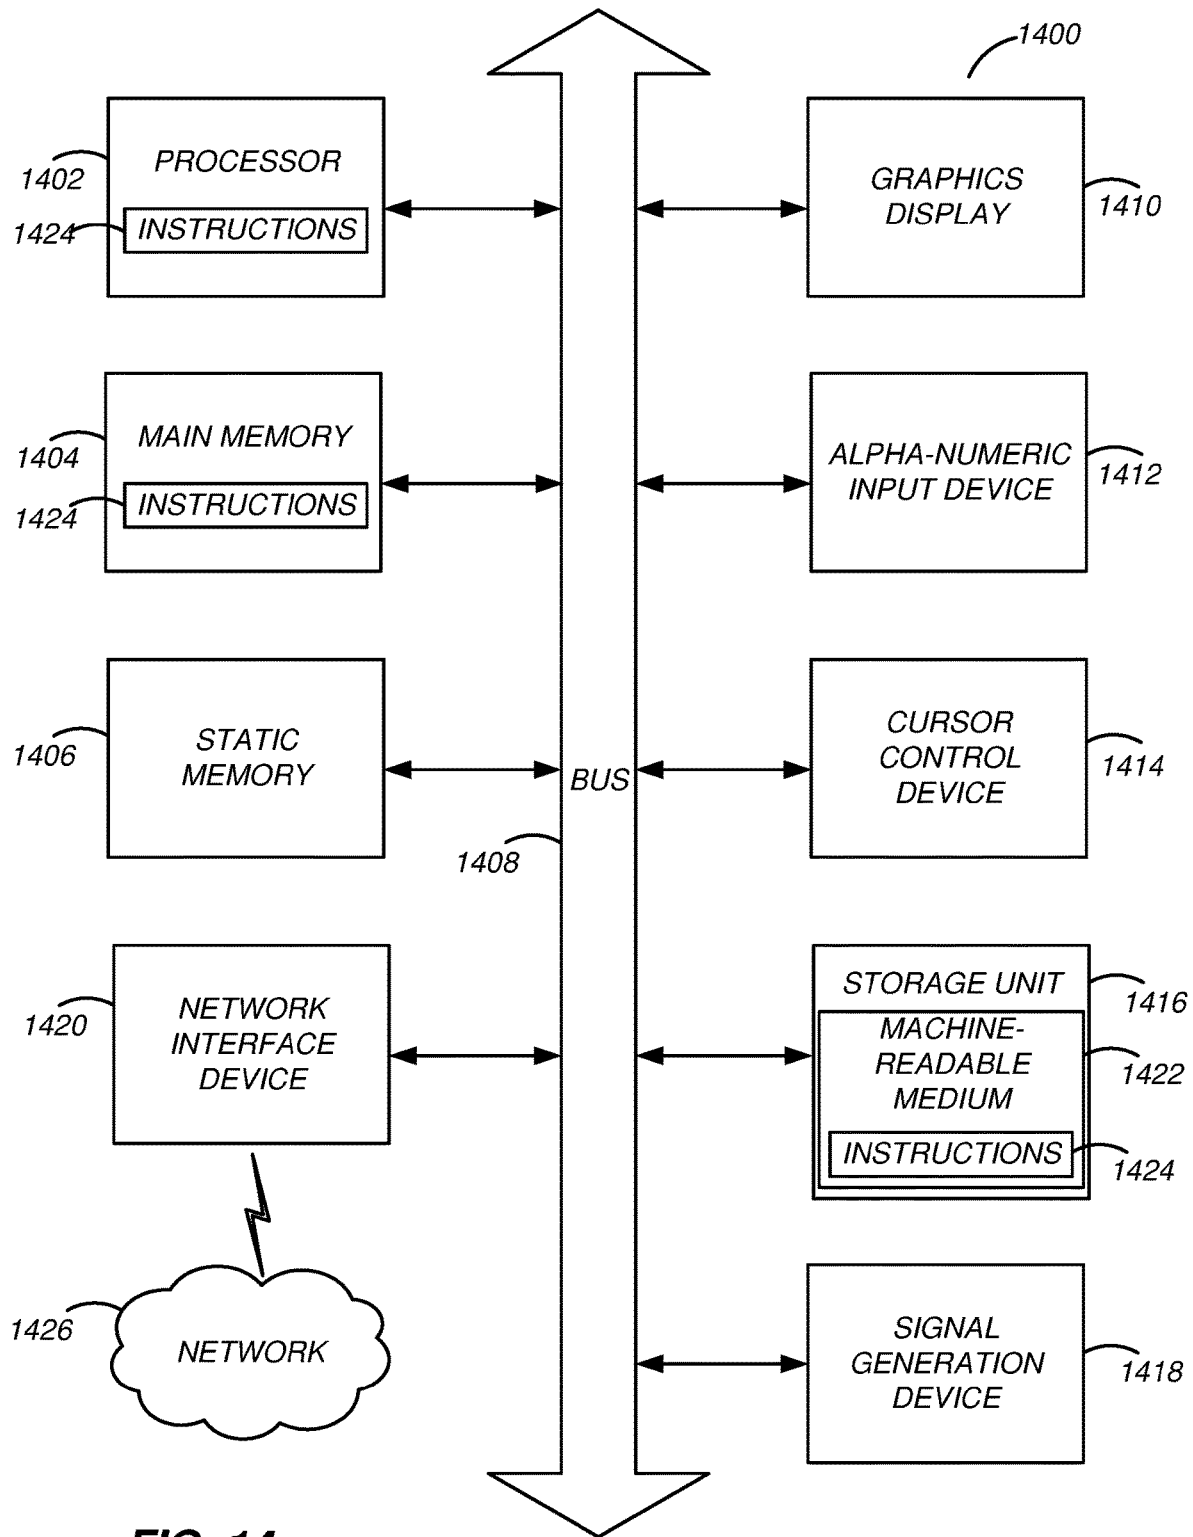 1400
PROCESSOR
1402
1424
INSTRUCTIONS
GRAPHICS
DISPLAY
1410
MAIN MEMORY
1404
1424
INSTRUCTIONS
ALPHA-NUMERIC
INPUT DEVICE
1412
STATIC
MEMORY
1406
BUS
1408
CURSOR
CONTROL
DEVICE
1414
NETWORK
INTERFACE
DEVICE
1420
STORAGE UNIT
1416
MACHINE-
READABLE
MEDIUM
1422
INSTRUCTIONS
1424
NETWORK
1426
SIGNAL
GENERATION
DEVICE
1418
FIG. 14